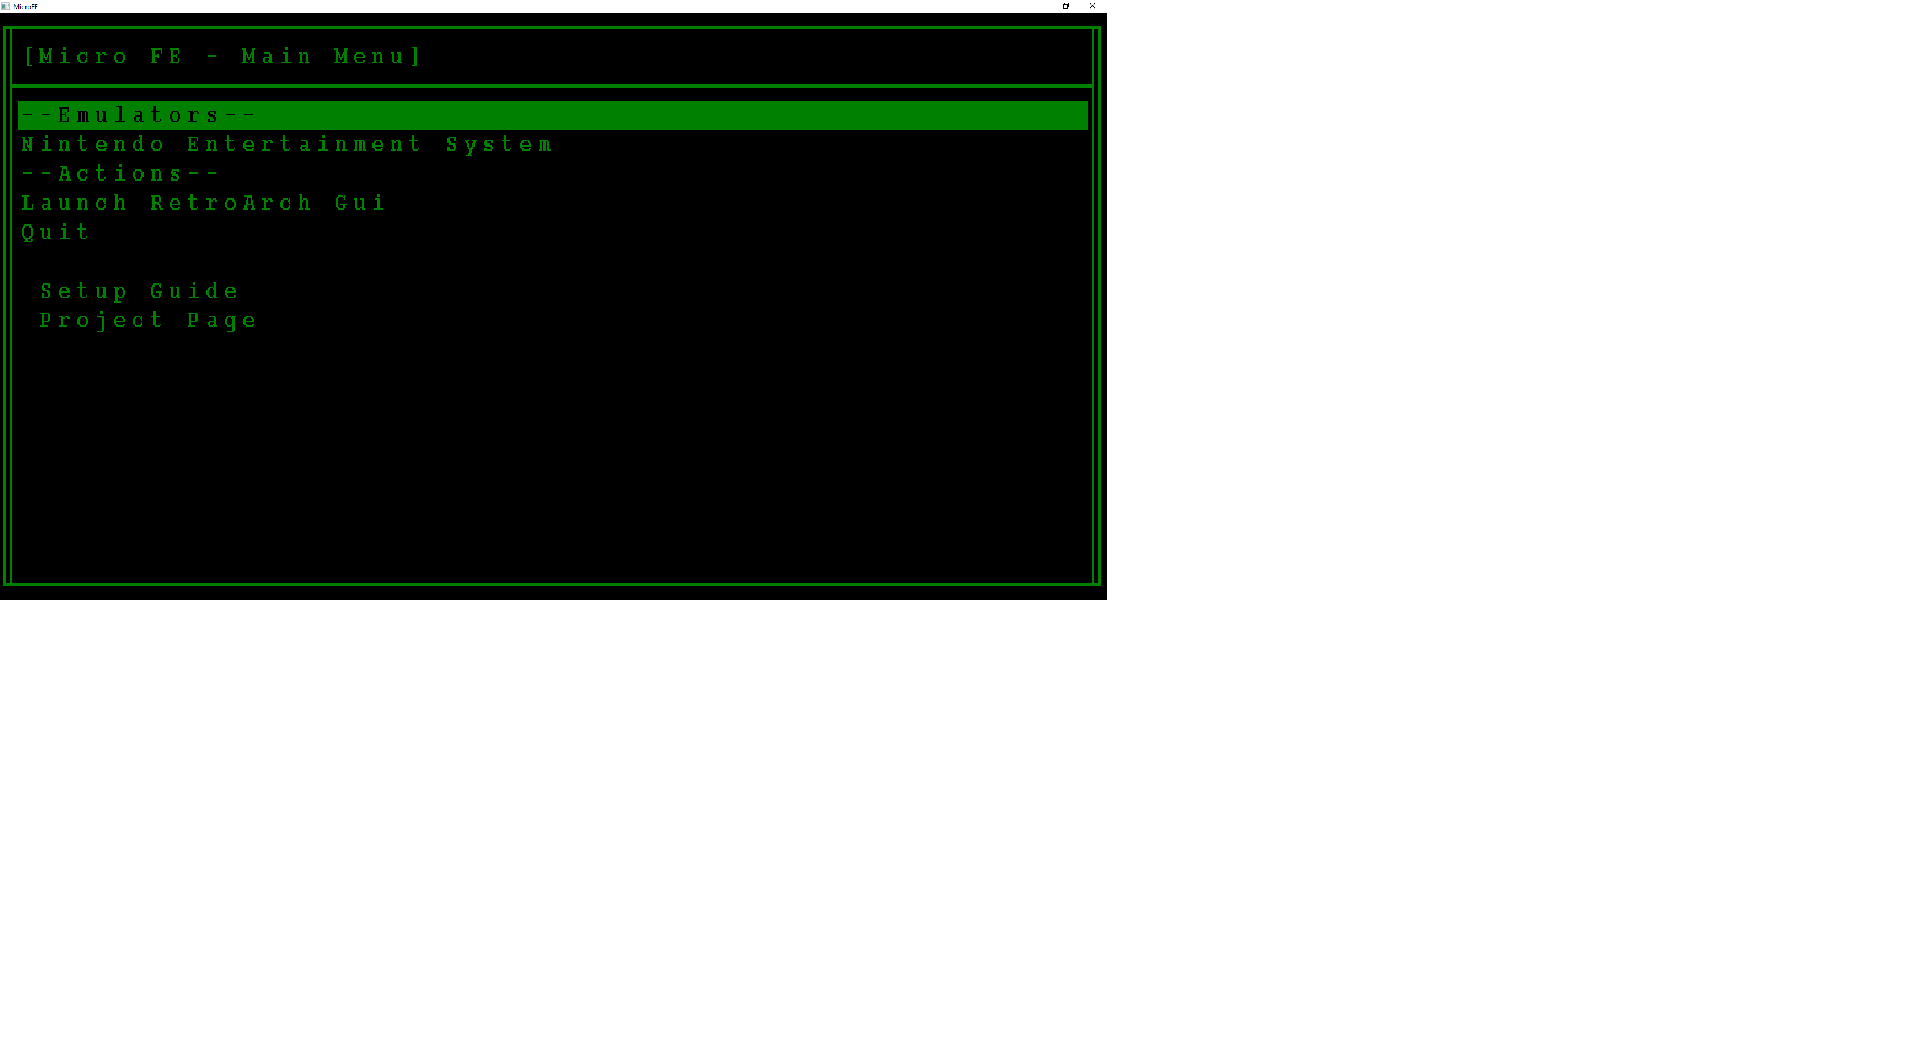 MicroFE
[Micro FE - Main Menu]
--Emulators--
Nintendo Entertainment System
--Actions--
Launch RetroArch Gui
Quit
Setup Guide
Project Page